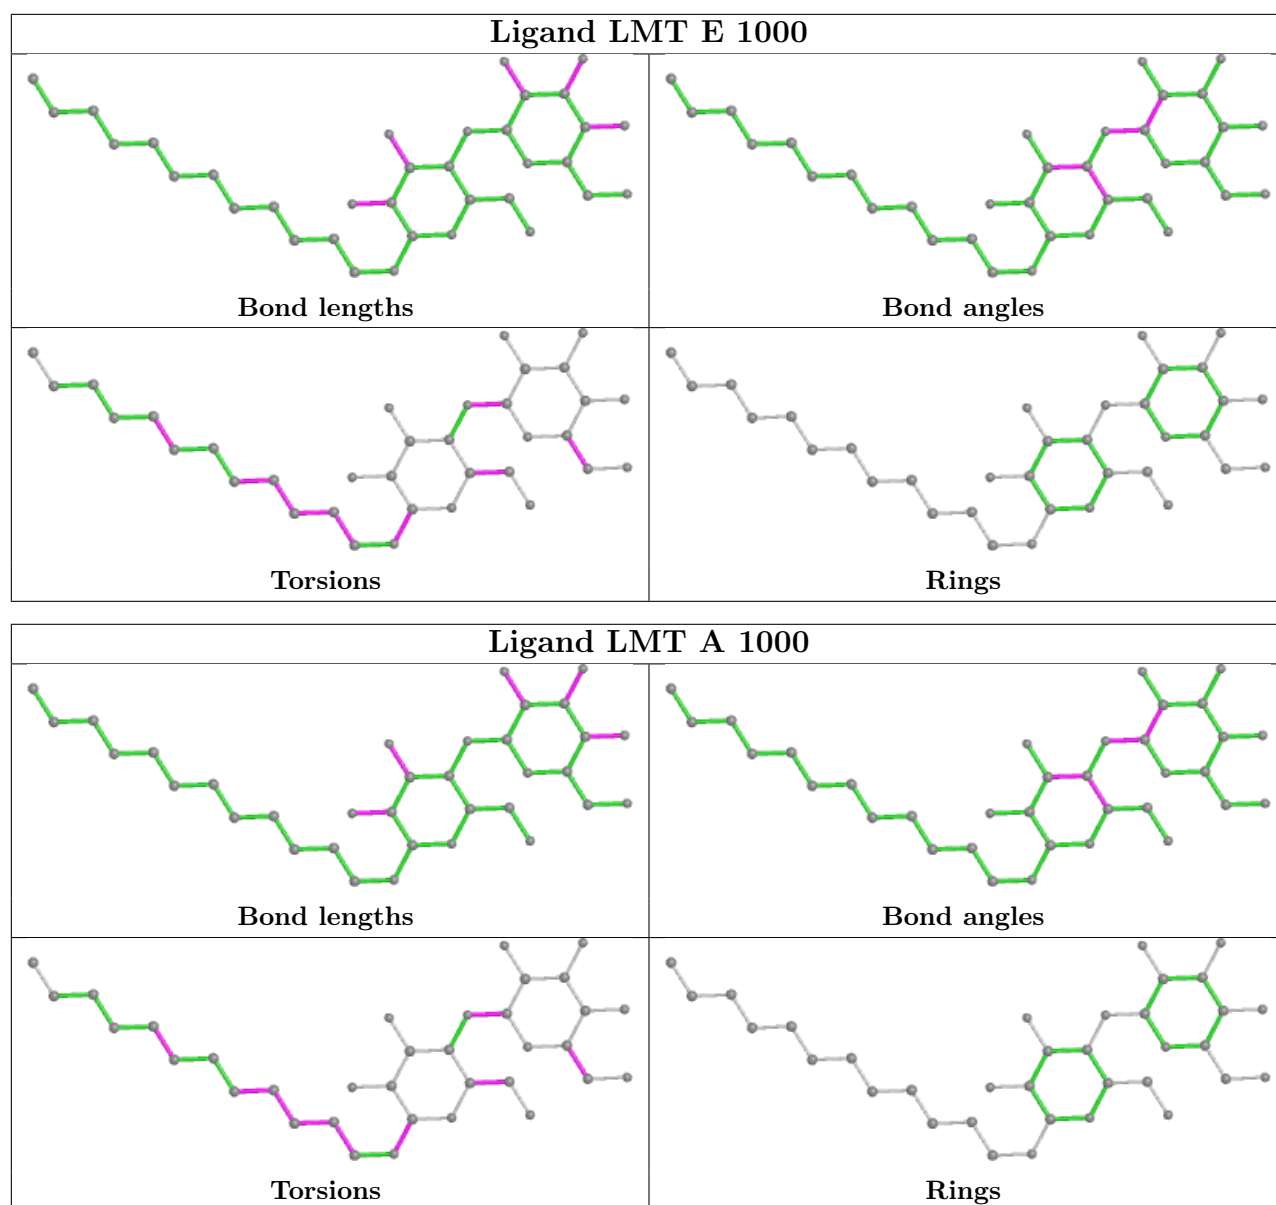 Ligand LMT E 1000
Bond lengths
Bond angles
Torsions
Rings
Ligand LMT A 1000
Bond lengths
Bond angles
Torsions
Rings